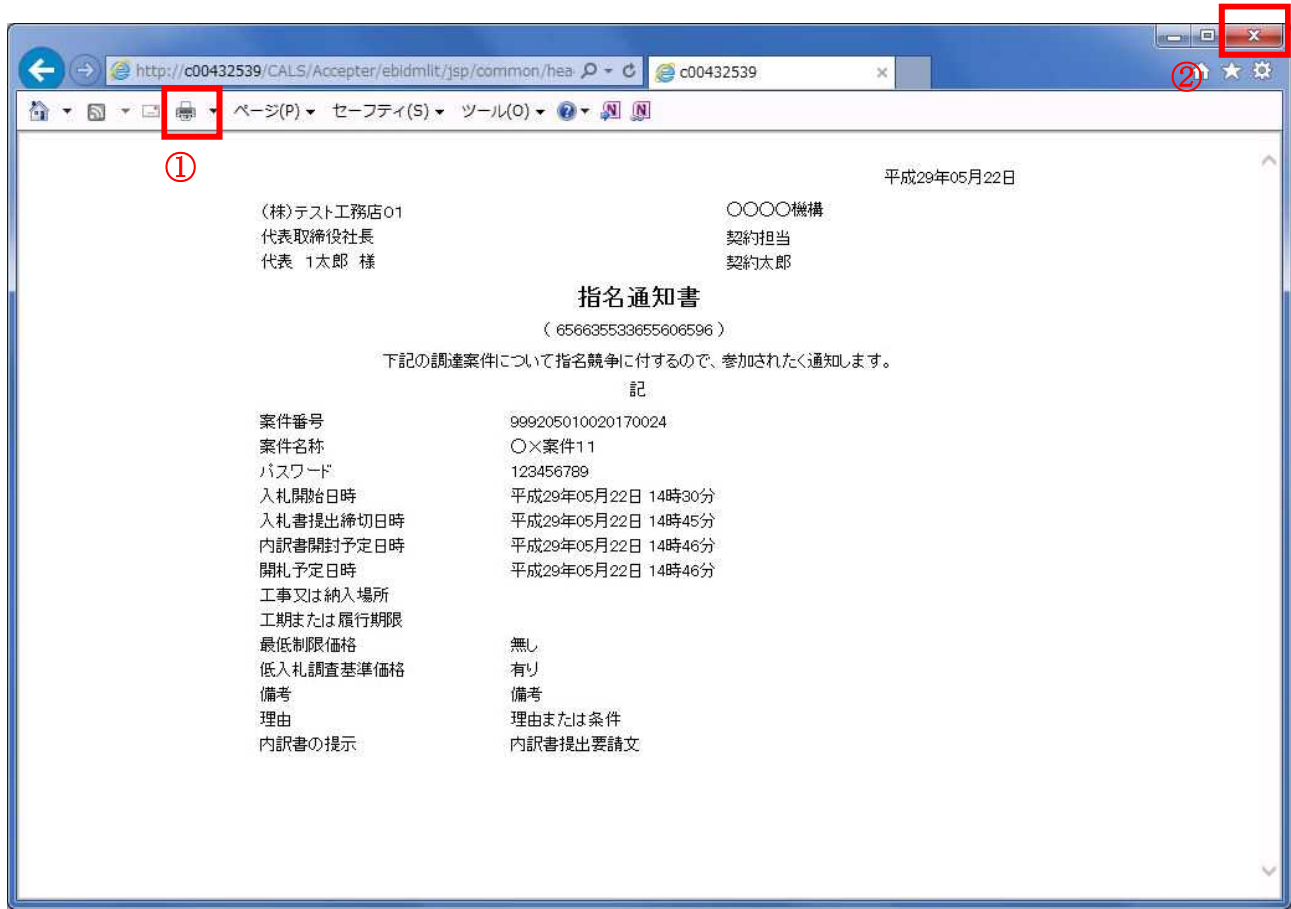 http://c00432539/CALS/Accepter/ebidmlit/jsp/common/hea
c00432539
②
ページ(P) セーフティ(S) ツール(O)
①
平成29年05月22日
(株)テスト工務店01 〇〇〇〇機構
代表取締役社長 契約担当
代表 1太郎 様 契約太郎
指名通知書
( 656635533655606596 )
下記の調達案件について指名競争に付するので、参加されたく通知します。
記
案件番号 999205010020170024
案件名称 〇×案件11
パスワード 123456789
入札開始日時 平成29年05月22日 14時30分
入札書提出締切日時 平成29年05月22日 14時45分
内訳書開封予定日時 平成29年05月22日 14時46分
開札予定日時 平成29年05月22日 14時46分
工事又は納入場所
工期または履行期限
最低制限価格 無し
低入札調査基準価格 有り
備考 備考
理由 理由または条件
内訳書の提示 内訳書提出要請文